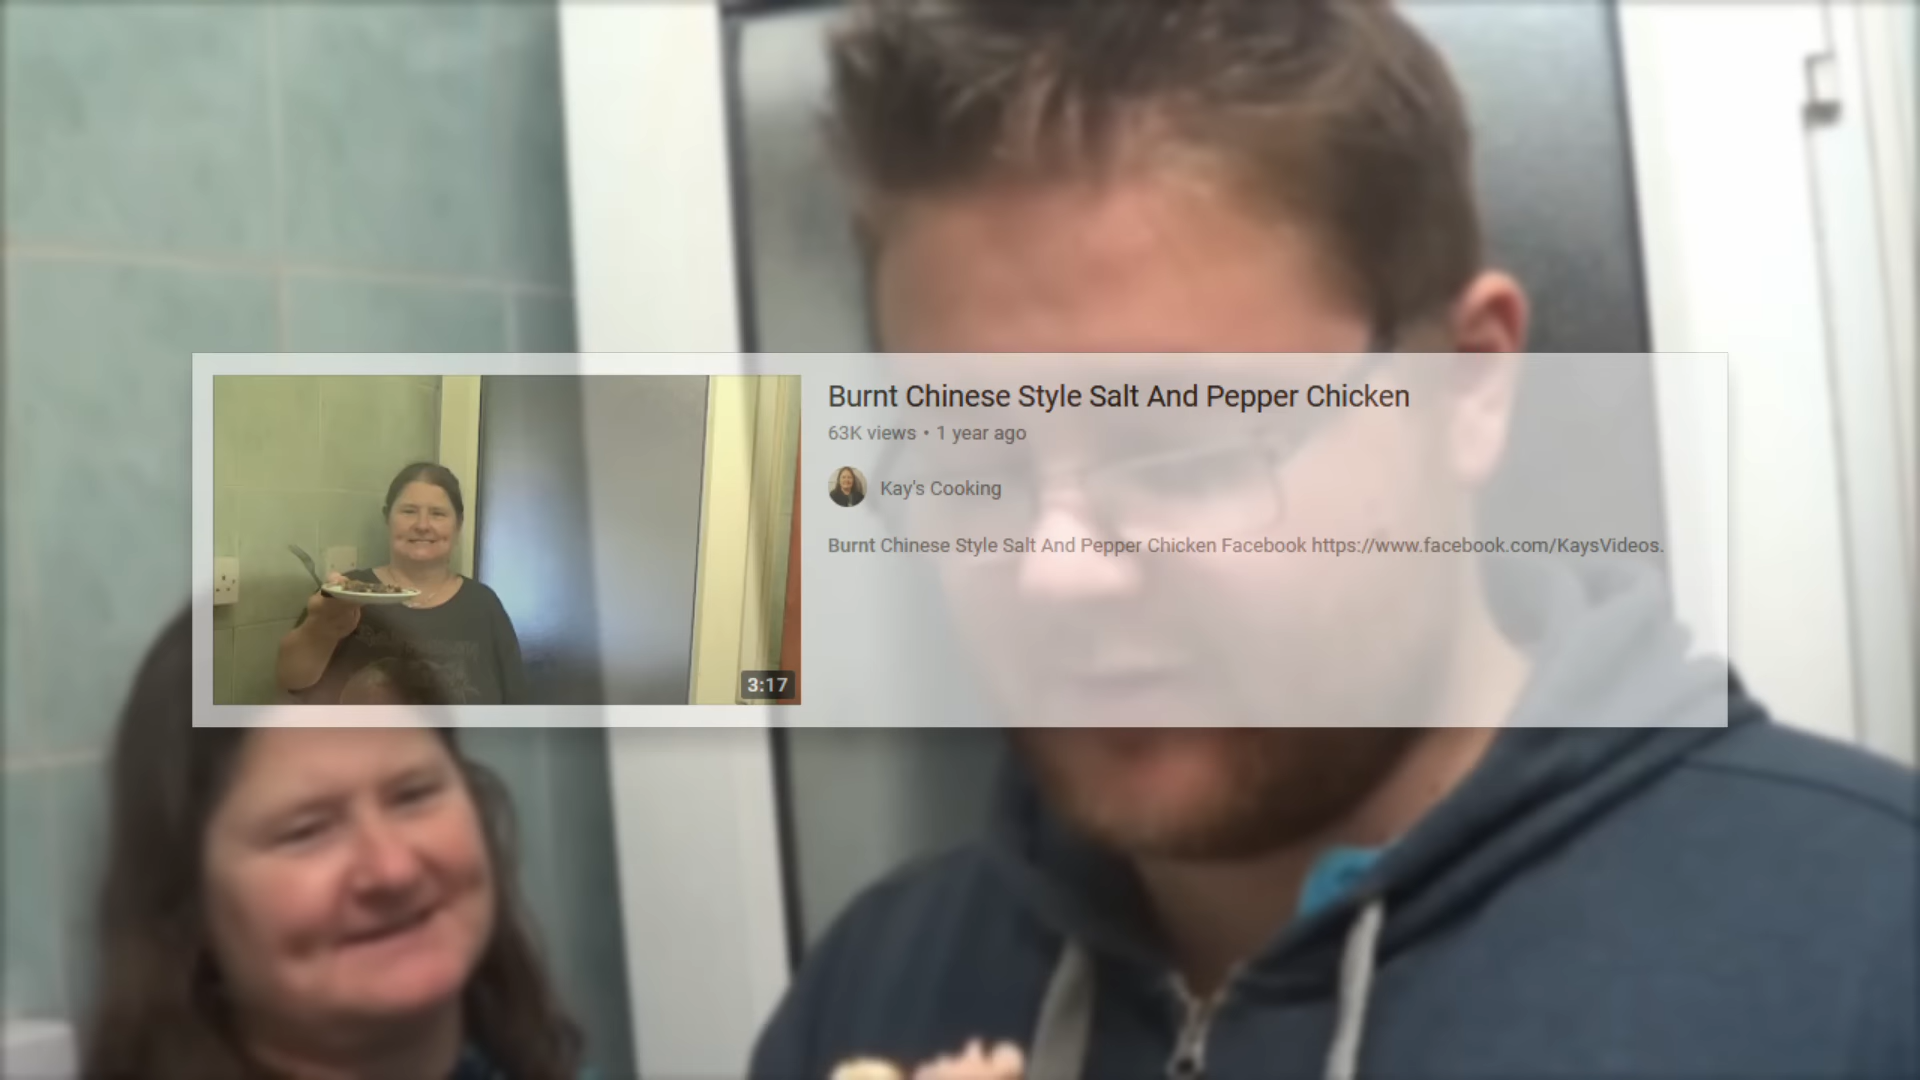 Burnt Chinese Style Salt And Pepper Chicken
63K views • 1 year ago
Kay's Cooking
Burnt Chinese Style Salt And Pepper Chicken Facebook https://www.facebook.com/KaysVideos.
3:17